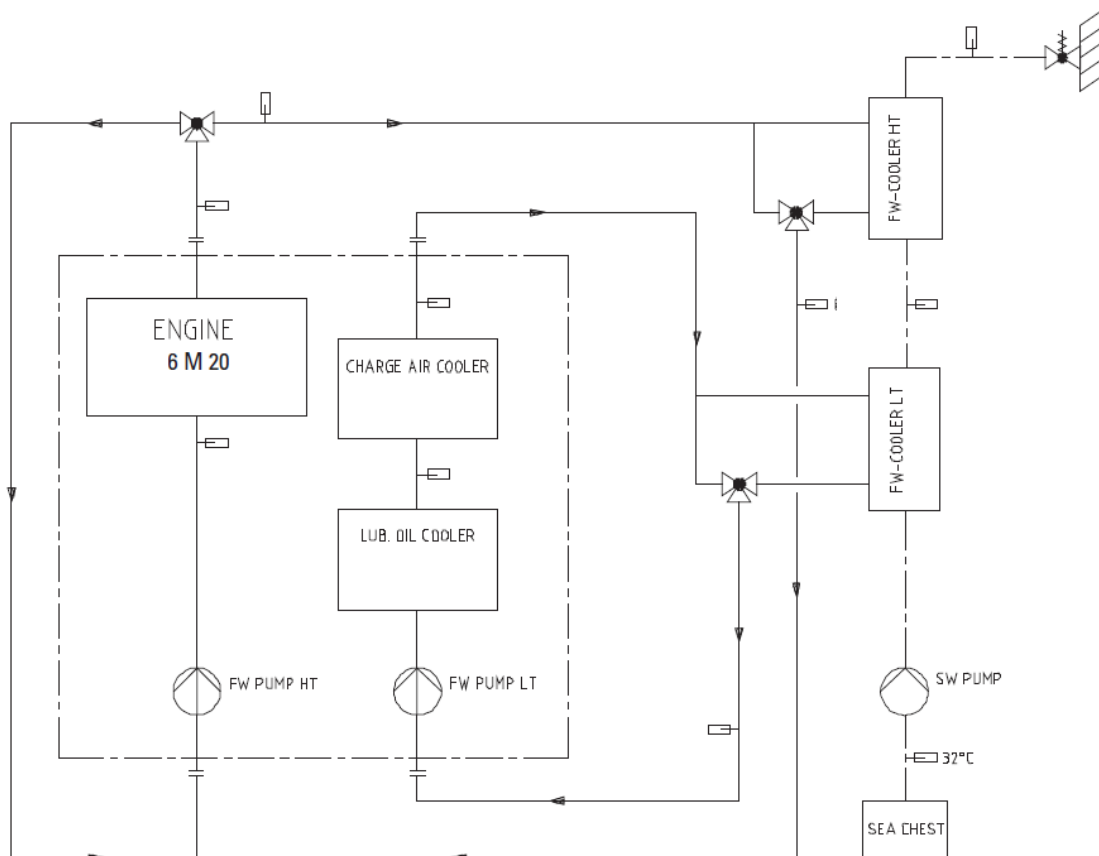 FW-COOLER HT
ENGINE
6 M 20
CHARGE AIR COOLER
FW-COOLER LT
LUB. OIL COOLER
FW PUMP HT
FW PUMP LT
SW PUMP
32°C
SEA CHEST